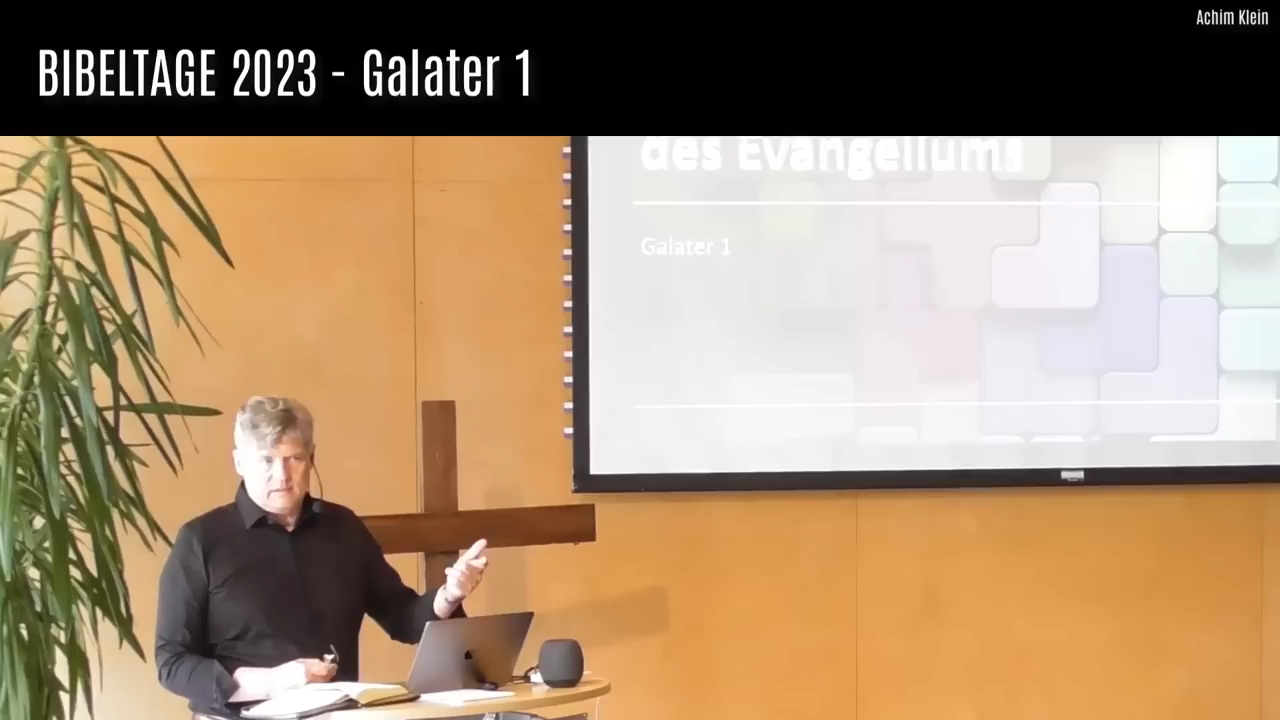 Achim Klein
BIBELTAGE 2023 - Galater 1
des Evangeliums
Galater 1